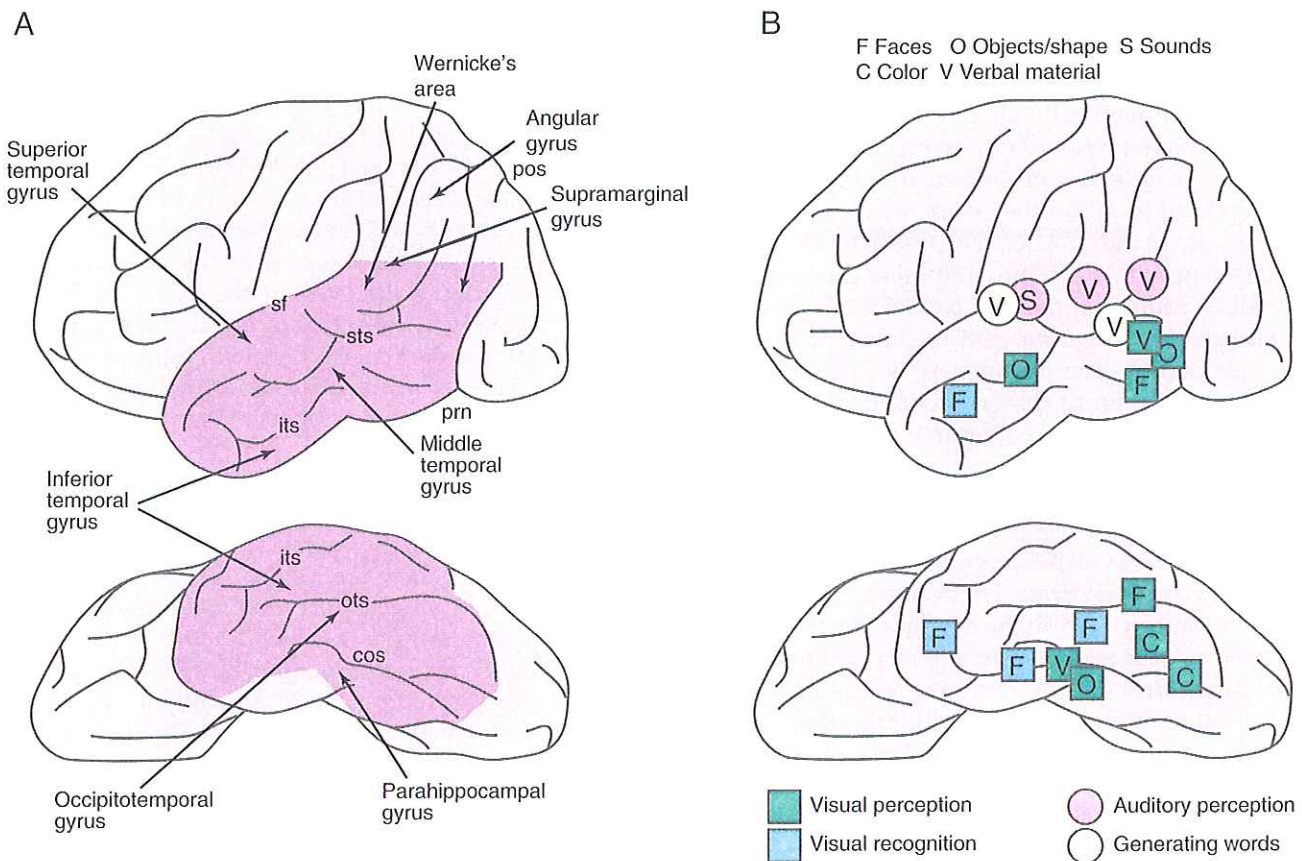 A
Wernicke's
area
Angular
gyrus
pos
Superior
temporal
gyrus
Supramarginal
gyrus
sf
sts
its
prn
Middle
temporal
gyrus
Inferior
temporal
gyrus
its
ots
cos
Occipitotemporal
gyrus
Parahippocampal
gyrus
B
F Faces O Objects/shape S Sounds
C Color V Verbal material
V S V V
V
V O
O F
F
F
F F
C
F V
O C
Visual perception
Auditory perception
Visual recognition
Generating words